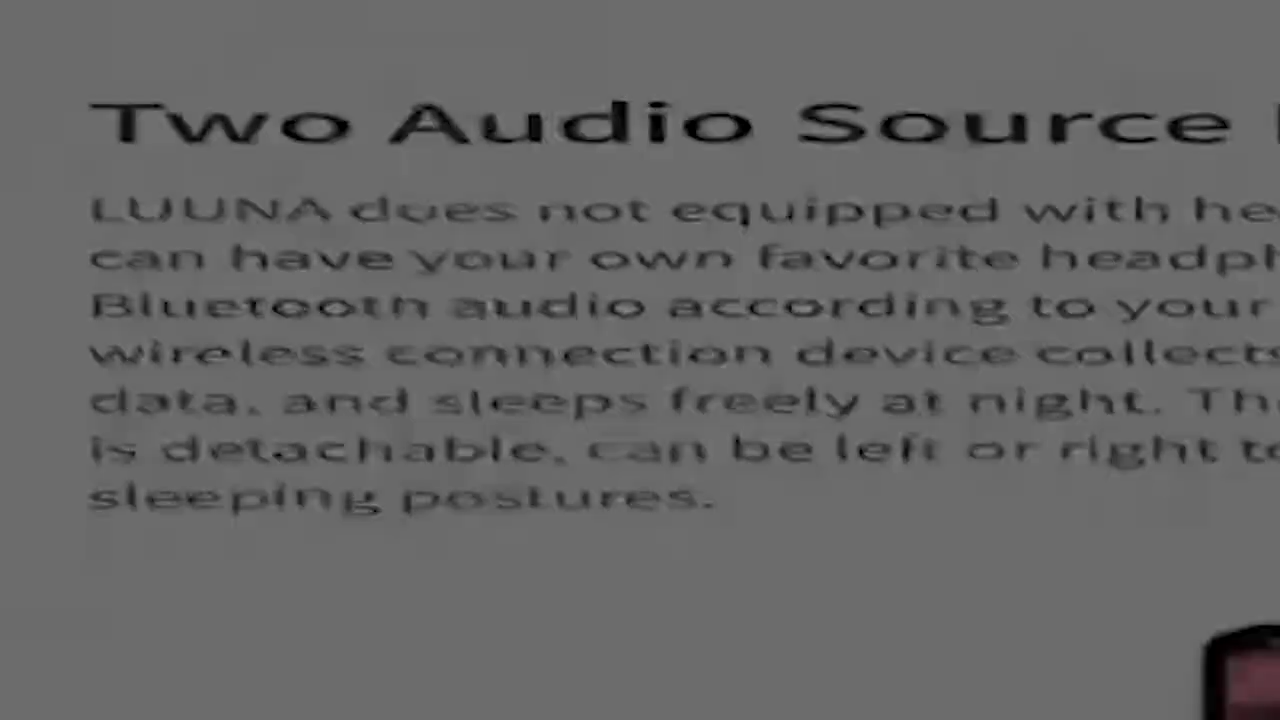 Two Audio Source
LUUNA does not equipped with he
can have your own favorite headph
Bluetooth audio according to your
wireless connection device collects
data, and sleeps freely at night. Thi
is detachable, can be left or right to
sleeping postures.